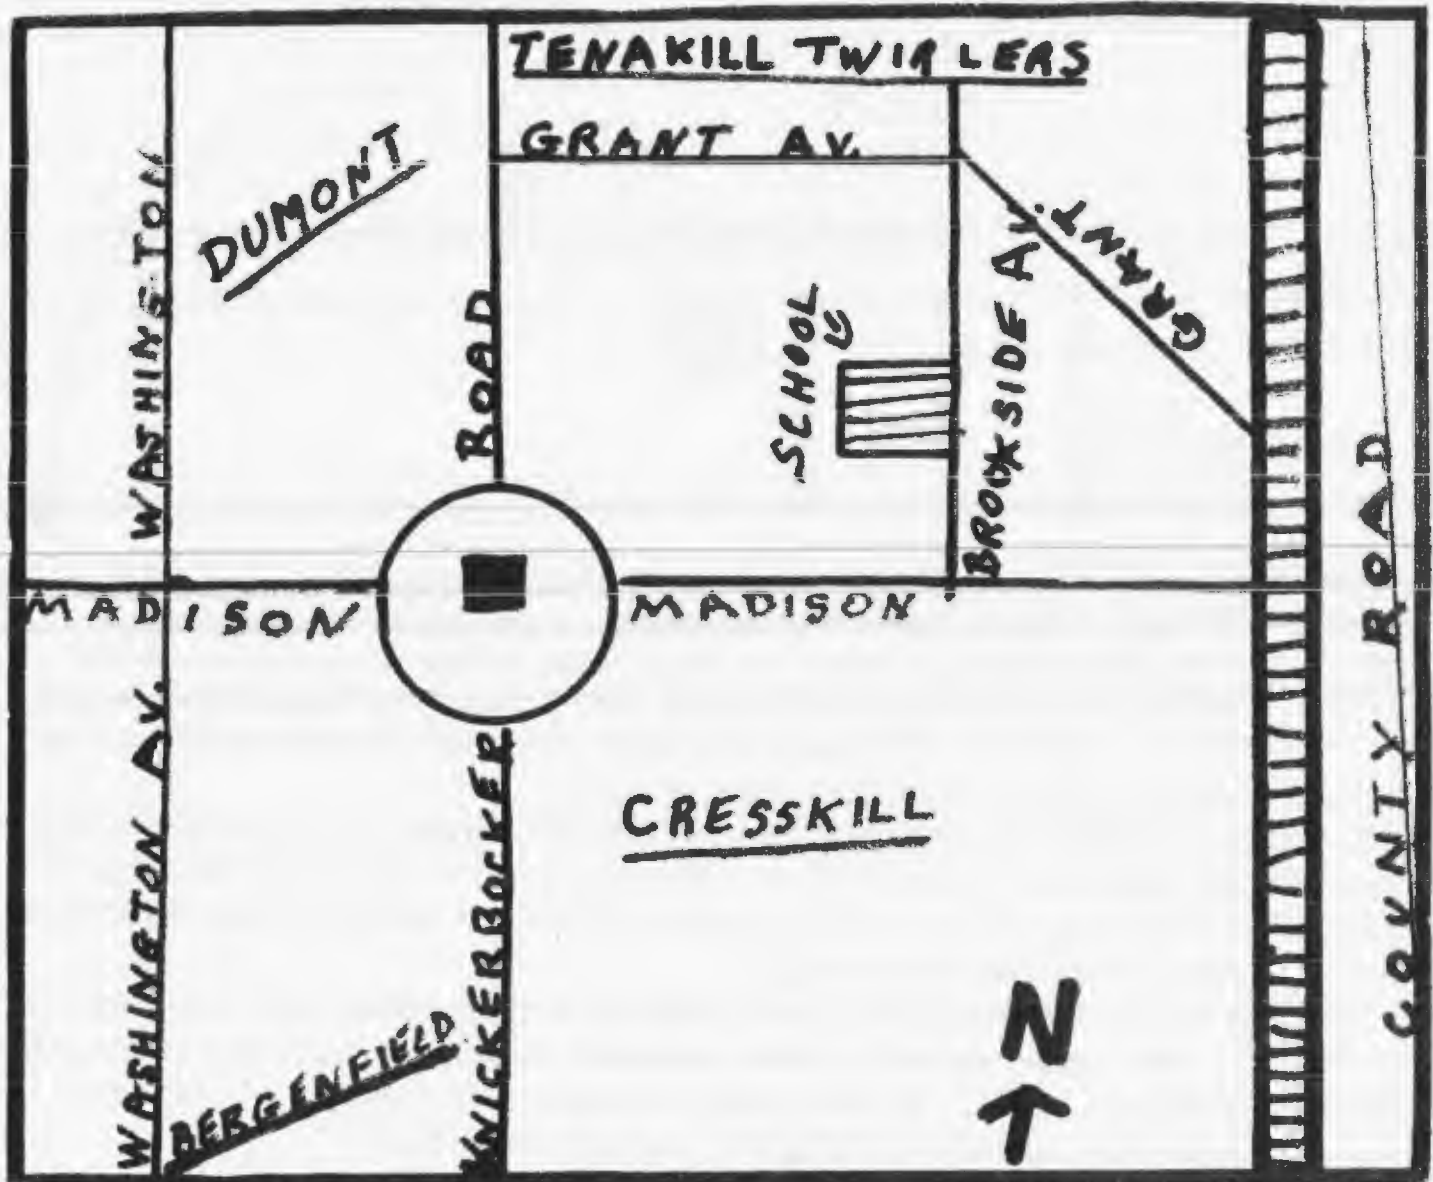 TENAKILL TWIRLERS
GRANT AV.
DUMONT
WASHINGTON
ROAD
SCHOOL
BROOKSIDE AV.
GRANT
COUNTY ROAD
MADISON
MADISON
WASHINGTON AV.
KNICKERBOCKER
CRESSKILL
BERGENFIELD
N